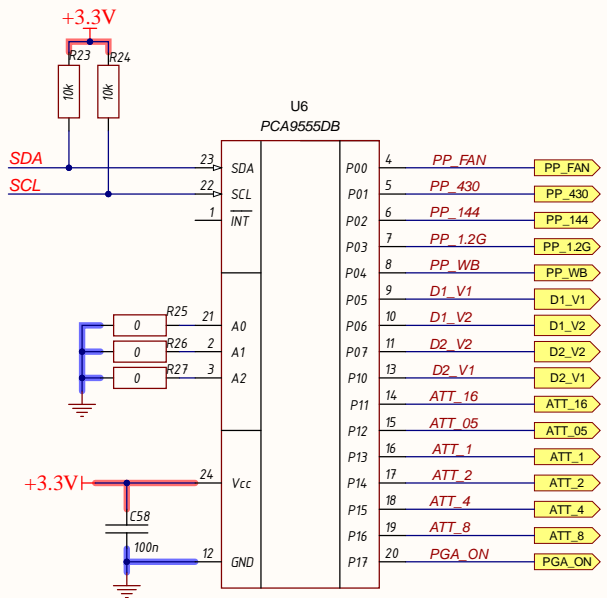 +3.3V
R23 R24
10k 10k
U6
PCA9555DB
SDA 23 SDA P00 4 PP_FAN PP_FAN
SCL 22 SCL P01 5 PP_430 PP_430
1 INT P02 6 PP_144 PP_144
P03 7 PP_1.2G PP_1.2G
P04 8 PP_WB PP_WB
P05 9 D1_V1 D1_V1
R25 0 21 A0 P06 10 D1_V2 D1_V2
R26 0 2 A1 P07 11 D2_V2 D2_V2
R27 0 3 A2 P10 13 D2_V1 D2_V1
P11 14 ATT_16 ATT_16
P12 15 ATT_05 ATT_05
P13 16 ATT_1 ATT_1
+3.3V 24 Vcc P14 17 ATT_2 ATT_2
C58 P15 18 ATT_4 ATT_4
100n P16 19 ATT_8 ATT_8
12 GND P17 20 PGA_ON PGA_ON